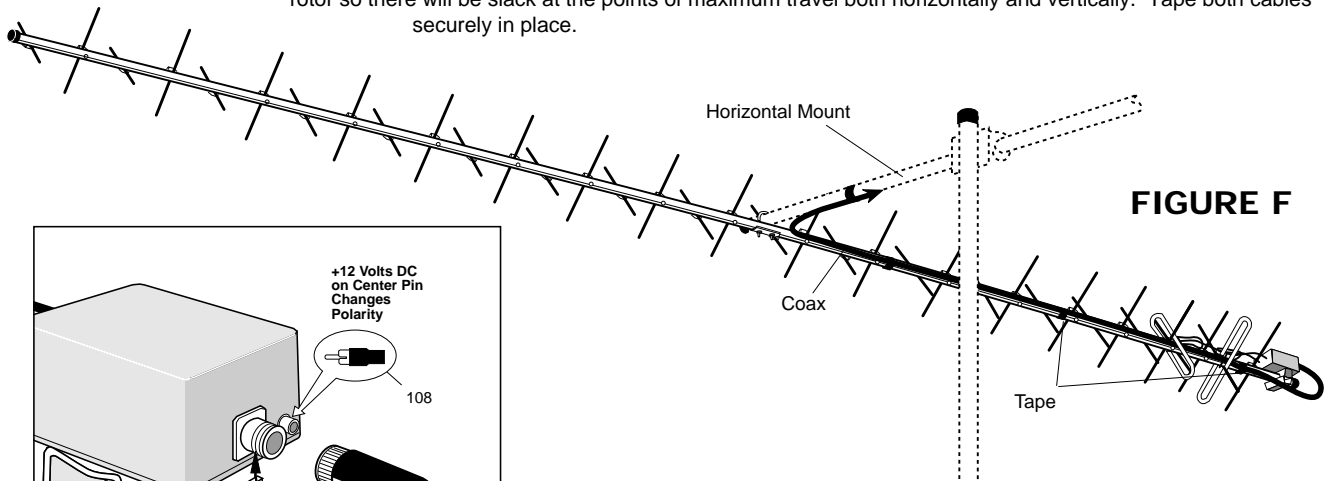 rotor so there will be slack at the points of maximum travel both horizontally and vertically. Tape both cables
securely in place.
Horizontal Mount
FIGURE F
+12 Volts DC
on Center Pin
Changes
Polarity
108
Coax
Tape